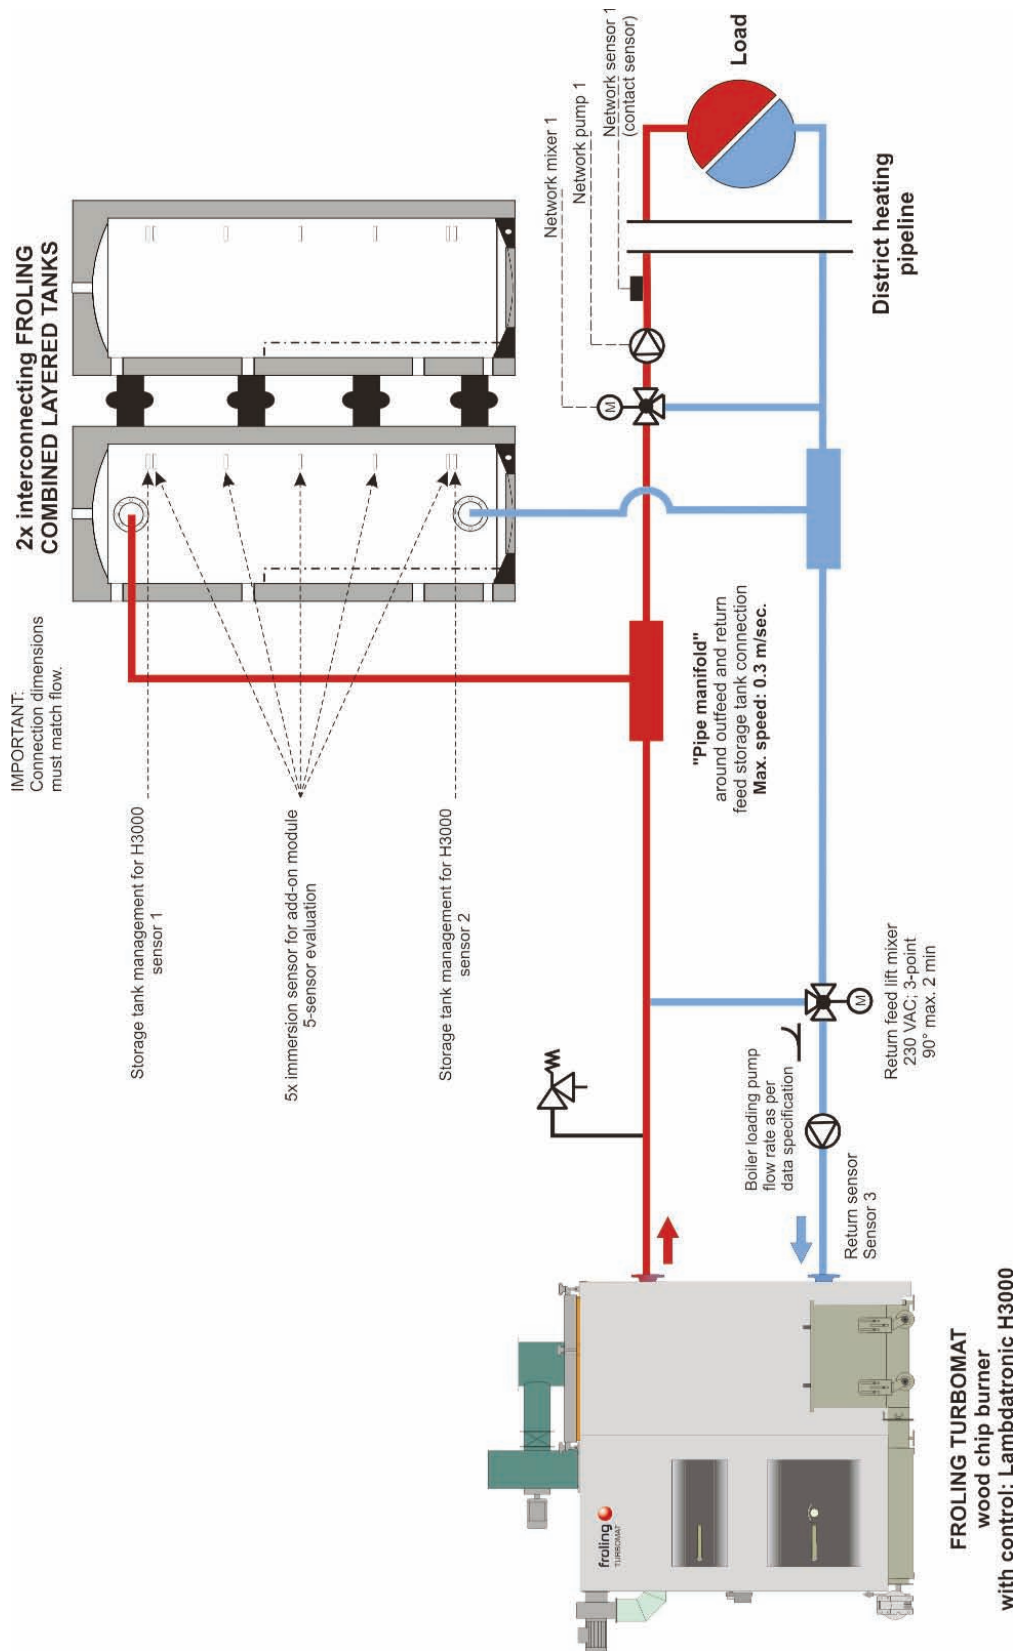 2x interconnecting FROLING
COMBINED LAYERED TANKS
IMPORTANT:
Connection dimensions
must match flow.
Storage tank management for H3000
sensor 1
5x immersion sensor for add-on module
5-sensor evaluation
Storage tank management for H3000
sensor 2
Network mixer 1
Network pump 1
Network sensor 1
(contact sensor)
Load
M
District heating
pipeline
"Pipe manifold"
around outfeed and return
feed storage tank connection
Max. speed: 0.3 m/sec.
Boiler loading pump
flow rate as per
data specification
Return sensor
Sensor 3
M
Return feed lift mixer
230 VAC; 3-point
90° max. 2 min
froling
TURBOMAT
FROLING TURBOMAT
wood chip burner
with control: Lambdatronic H3000